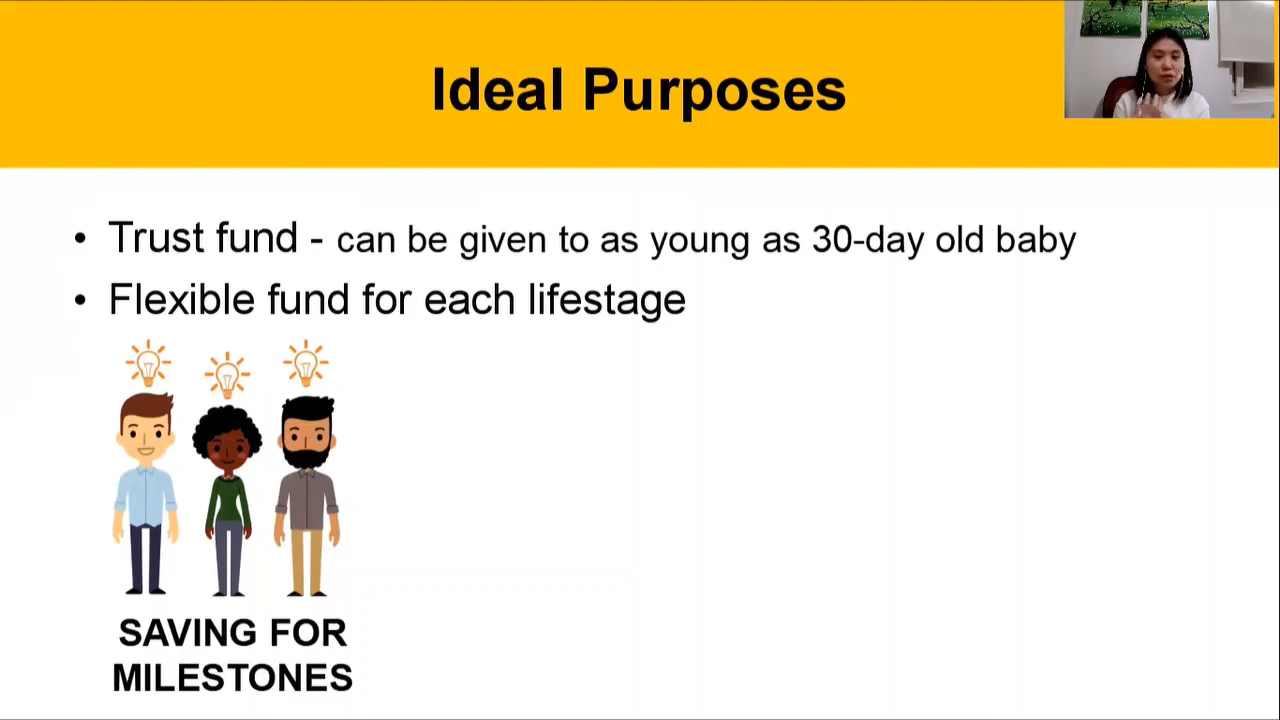 Ideal Purposes
• Trust fund - can be given to as young as 30-day old baby
• Flexible fund for each lifestage
SAVING FOR
MILESTONES